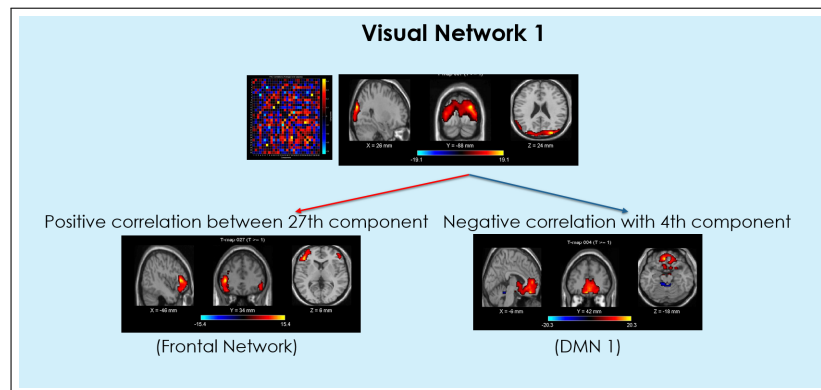 Visual Network 1
X = 26 mm
Y = -88 mm
Z = 24 mm
-19.1
19.1
Positive correlation between 27th component
Negative correlation with 4th component
T-map 027 (T >= 1)
X = -46 mm
Y = 34 mm
Z = 6 mm
-15.4
15.4
(Frontal Network)
T-map 004 (T >= 1)
X = -6 mm
Y = 42 mm
Z = -18 mm
-20.3
20.3
(DMN 1)